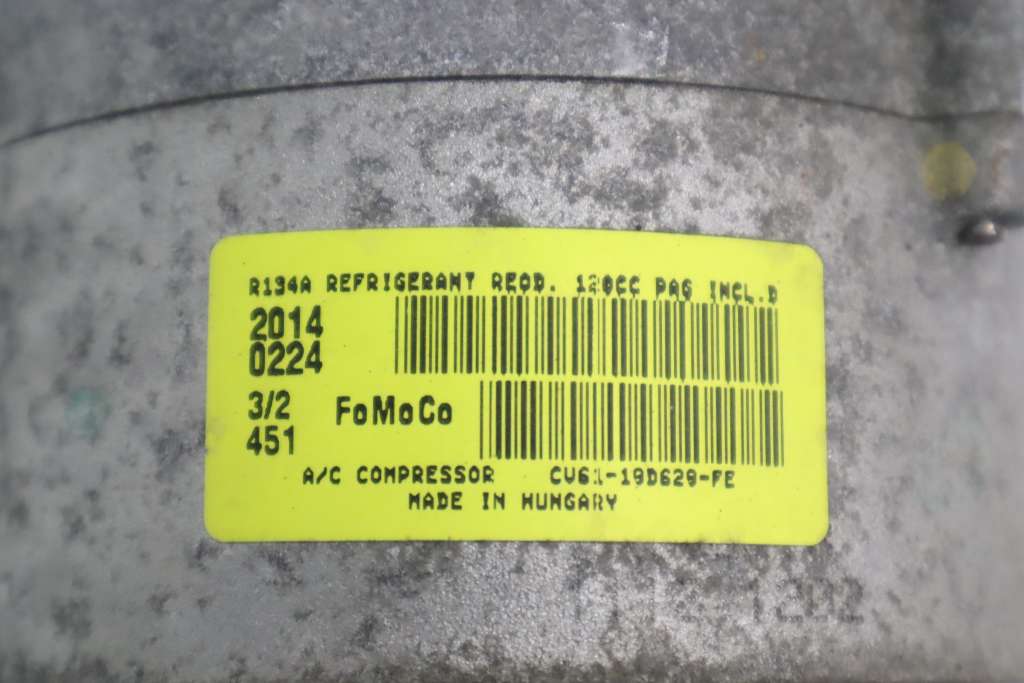 R134A REFRIGERANT REQD. 120CC PAG INCL.D
2014
0224
3/2
451
FoMoCo
A/C COMPRESSOR CV61-19D629-FE
MADE IN HUNGARY